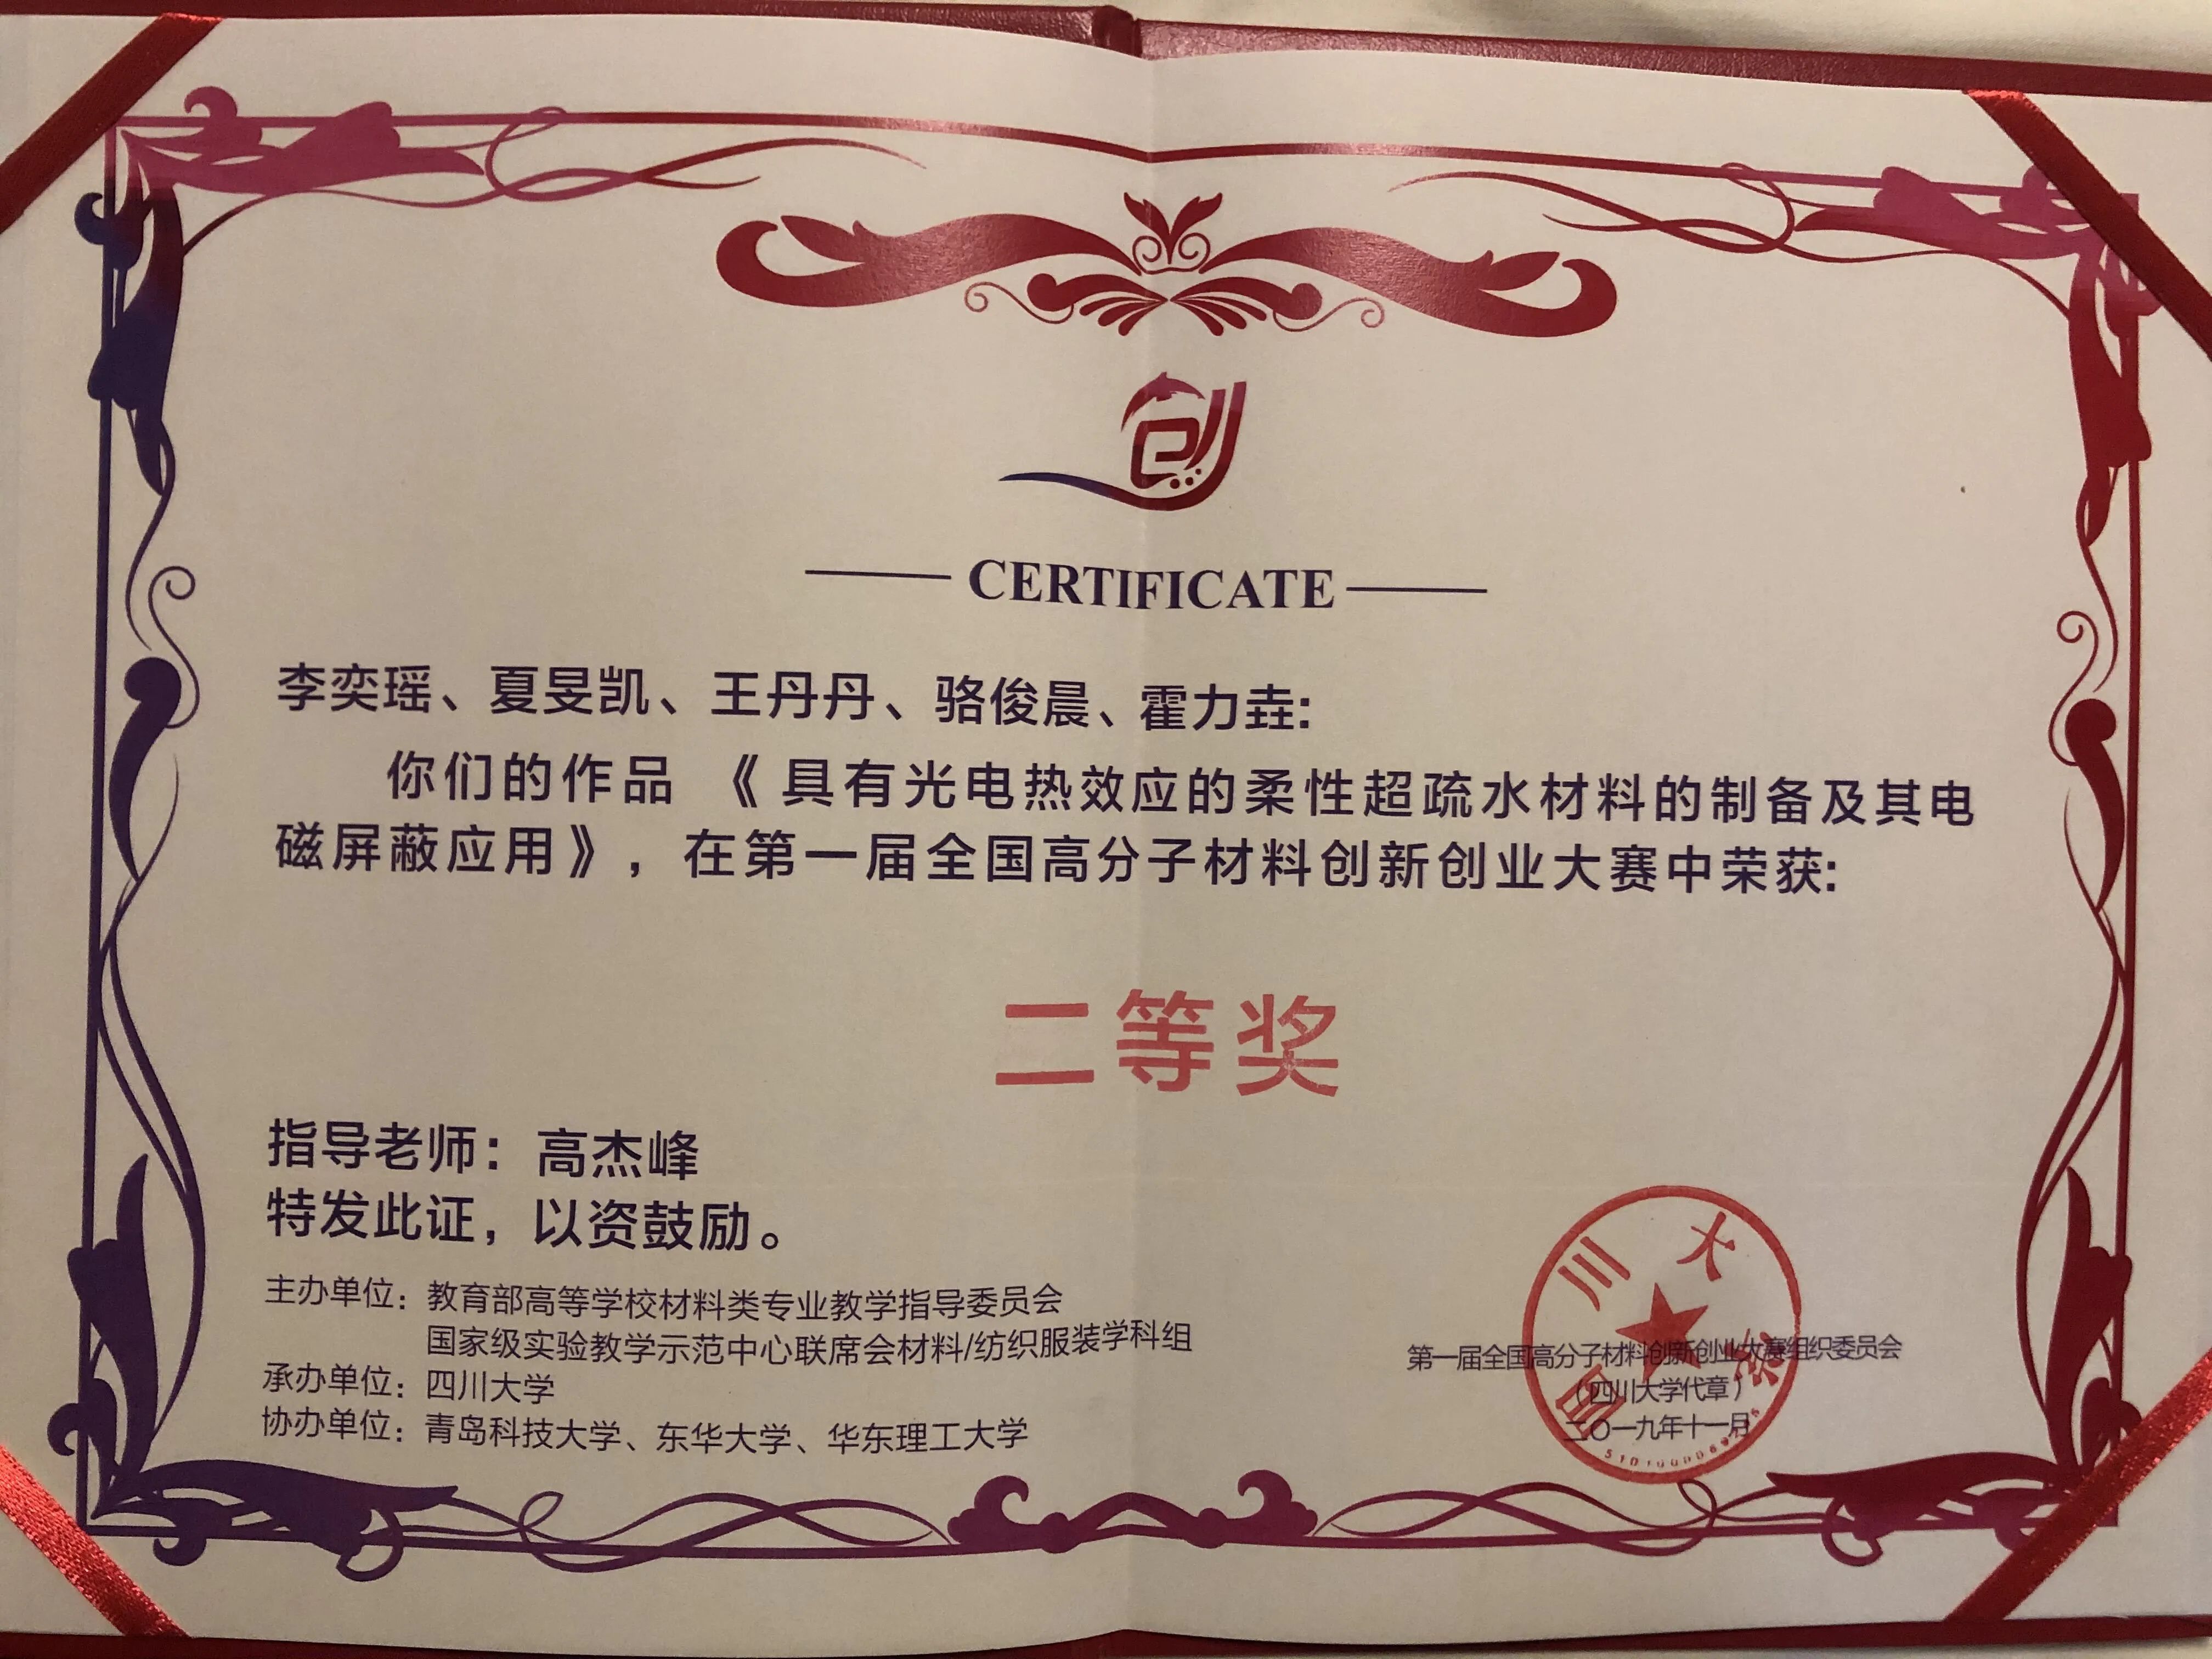 创
CERTIFICATE
李奕瑶、夏旻凯、王丹丹、骆俊晨、霍力垚:
你们的作品 《具有光电热效应的柔性超疏水材料的制备及其电
磁屏蔽应用》，在第一届全国高分子材料创新创业大赛中荣获:
二等奖
指导老师：高杰峰
特发此证，以资鼓励。
主办单位：教育部高等学校材料类专业教学指导委员会
国家级实验教学示范中心联席会材料/纺织服装学科组
承办单位：四川大学
协办单位：青岛科技大学、东华大学、华东理工大学
第一届全国高分子材料创新创业大赛组织委员会
（四川大学代章）
二〇一九年十一月
四川大学